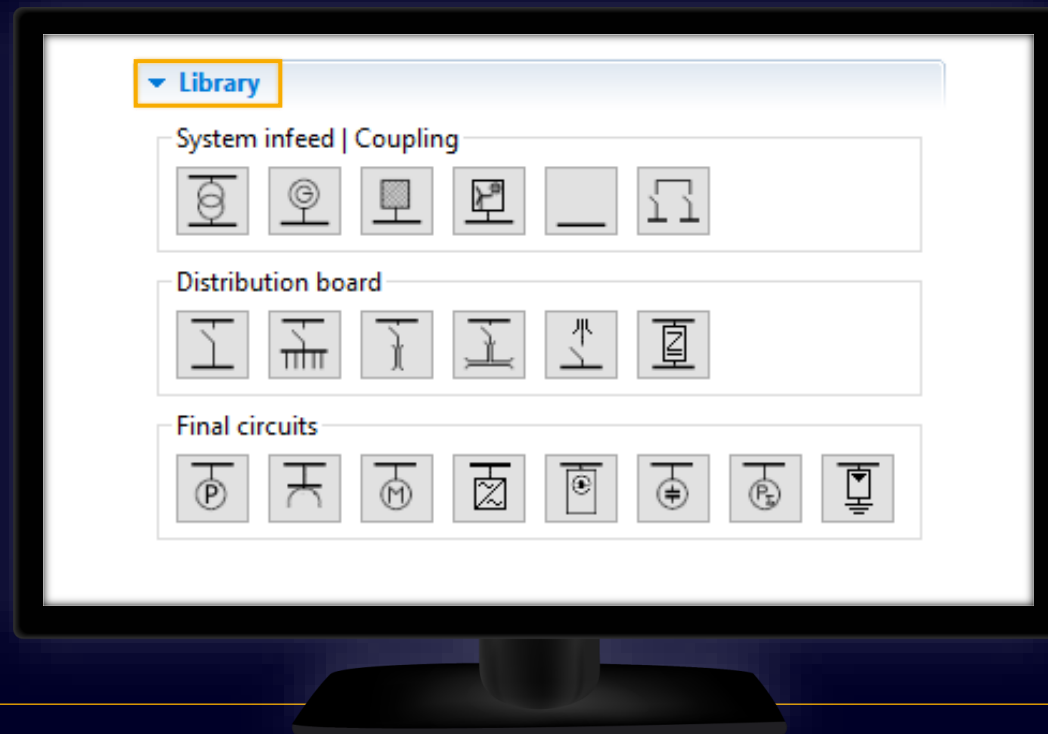 Library
System infeed | Coupling
G
Distribution board
Final circuits
P
M